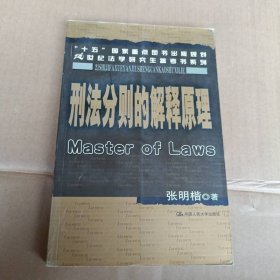 “十五”国家重点图书出版规划
21世纪法学研究生参考书系列
21SHIJIFAXUEYANJIUSHENGCANKAOSHUXILIE
刑法分则的解释原理
Master of Laws
张明楷 著
中国人民大学出版社